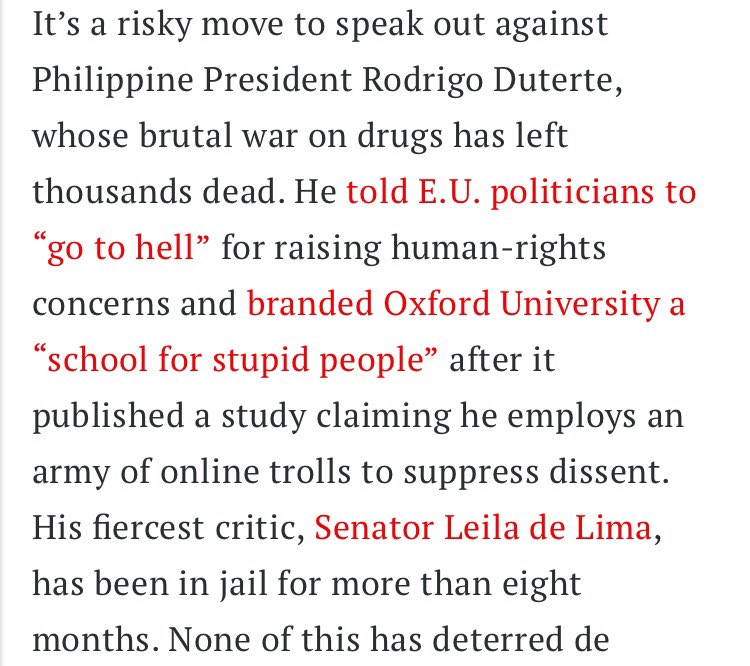 It’s a risky move to speak out against
Philippine President Rodrigo Duterte,
whose brutal war on drugs has left
thousands dead. He told E.U. politicians to
“go to hell” for raising human-rights
concerns and branded Oxford University a
“school for stupid people” after it
published a study claiming he employs an
army of online trolls to suppress dissent.
His fiercest critic, Senator Leila de Lima,
has been in jail for more than eight
months. None of this has deterred de